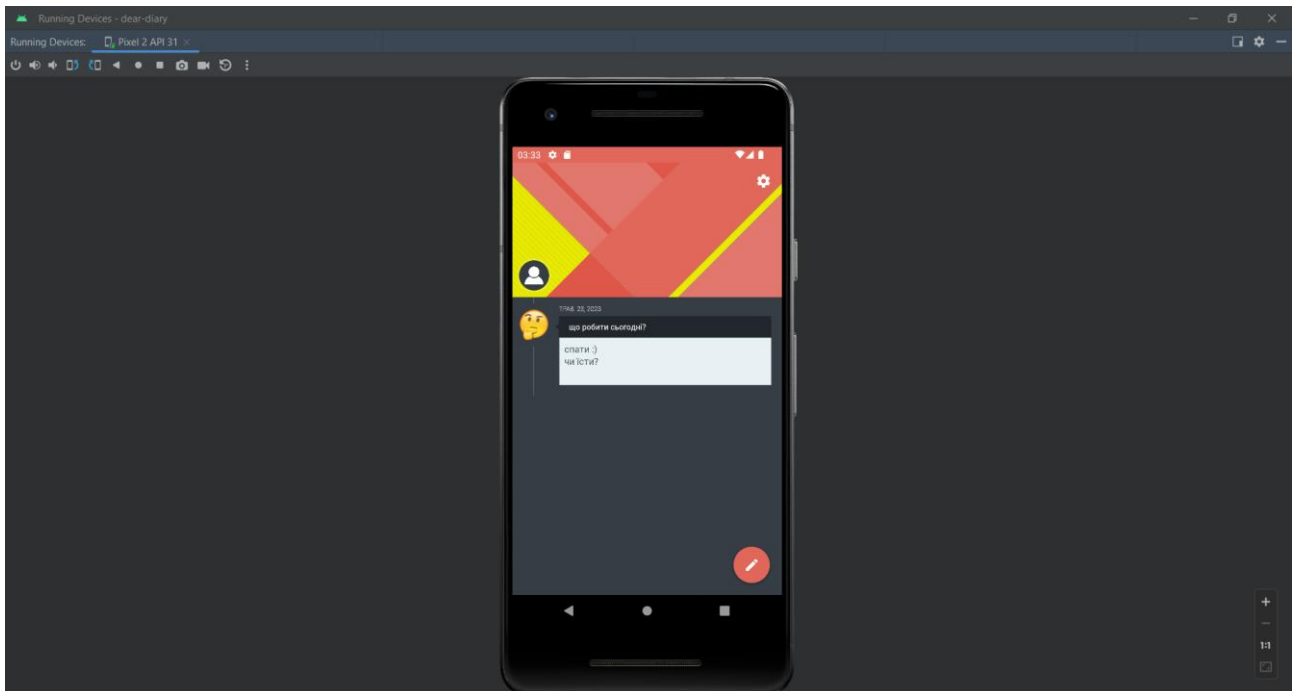 Running Devices - dear-diary
Running Devices: Pixel 2 API 31
03:33
ТРАВ. 23, 2023
що робити сьогодні?
спати :)
чи їсти?
1:1